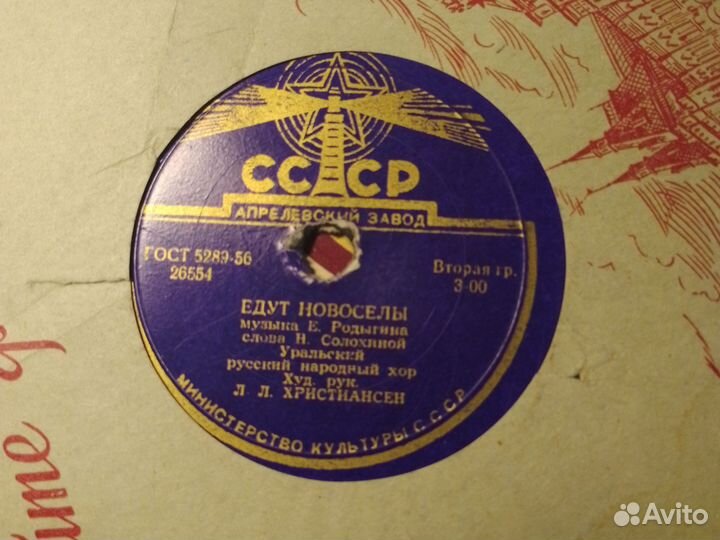 СССР
АПРЕЛЕВСКИЙ ЗАВОД
ГОСТ 5289-56
26554
Вторая гр.
3-00
ЕДУТ НОВОСЕЛЫ
музыка Е. Родыгина
слова Н. Солохиной
Уральский
русский народный хор
Худ. рук.
Л. Л. ХРИСТИАНСЕН
МИНИСТЕРСТВО КУЛЬТУРЫ С.С.С.Р
Avito